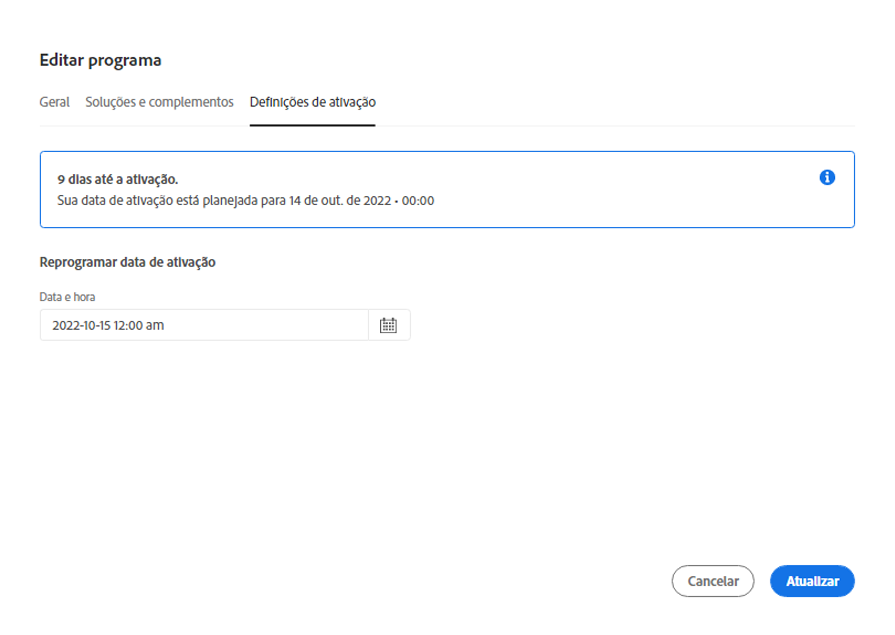 Editar programa
Geral Soluções e complementos Definições de ativação
9 dias até a ativação.
Sua data de ativação está planejada para 14 de out. de 2022 • 00:00
Reprogramar data de ativação
Data e hora
2022-10-15 12:00 am
Cancelar Atualizar